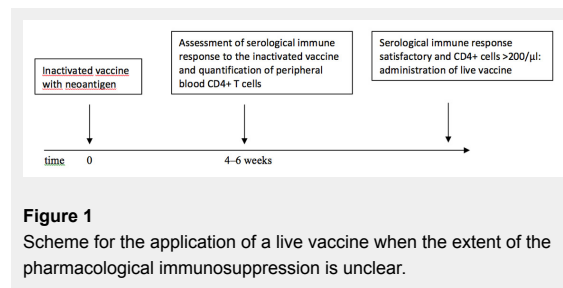 Inactivated vaccine
with neoantigen
Assessment of serological immune
response to the inactivated vaccine
and quantification of peripheral
blood CD4+ T cells
Serological immune response
satisfactory and CD4+ cells >200/µl:
administration of live vaccine
time 0 4–6 weeks
Figure 1
Scheme for the application of a live vaccine when the extent of the
pharmacological immunosuppression is unclear.